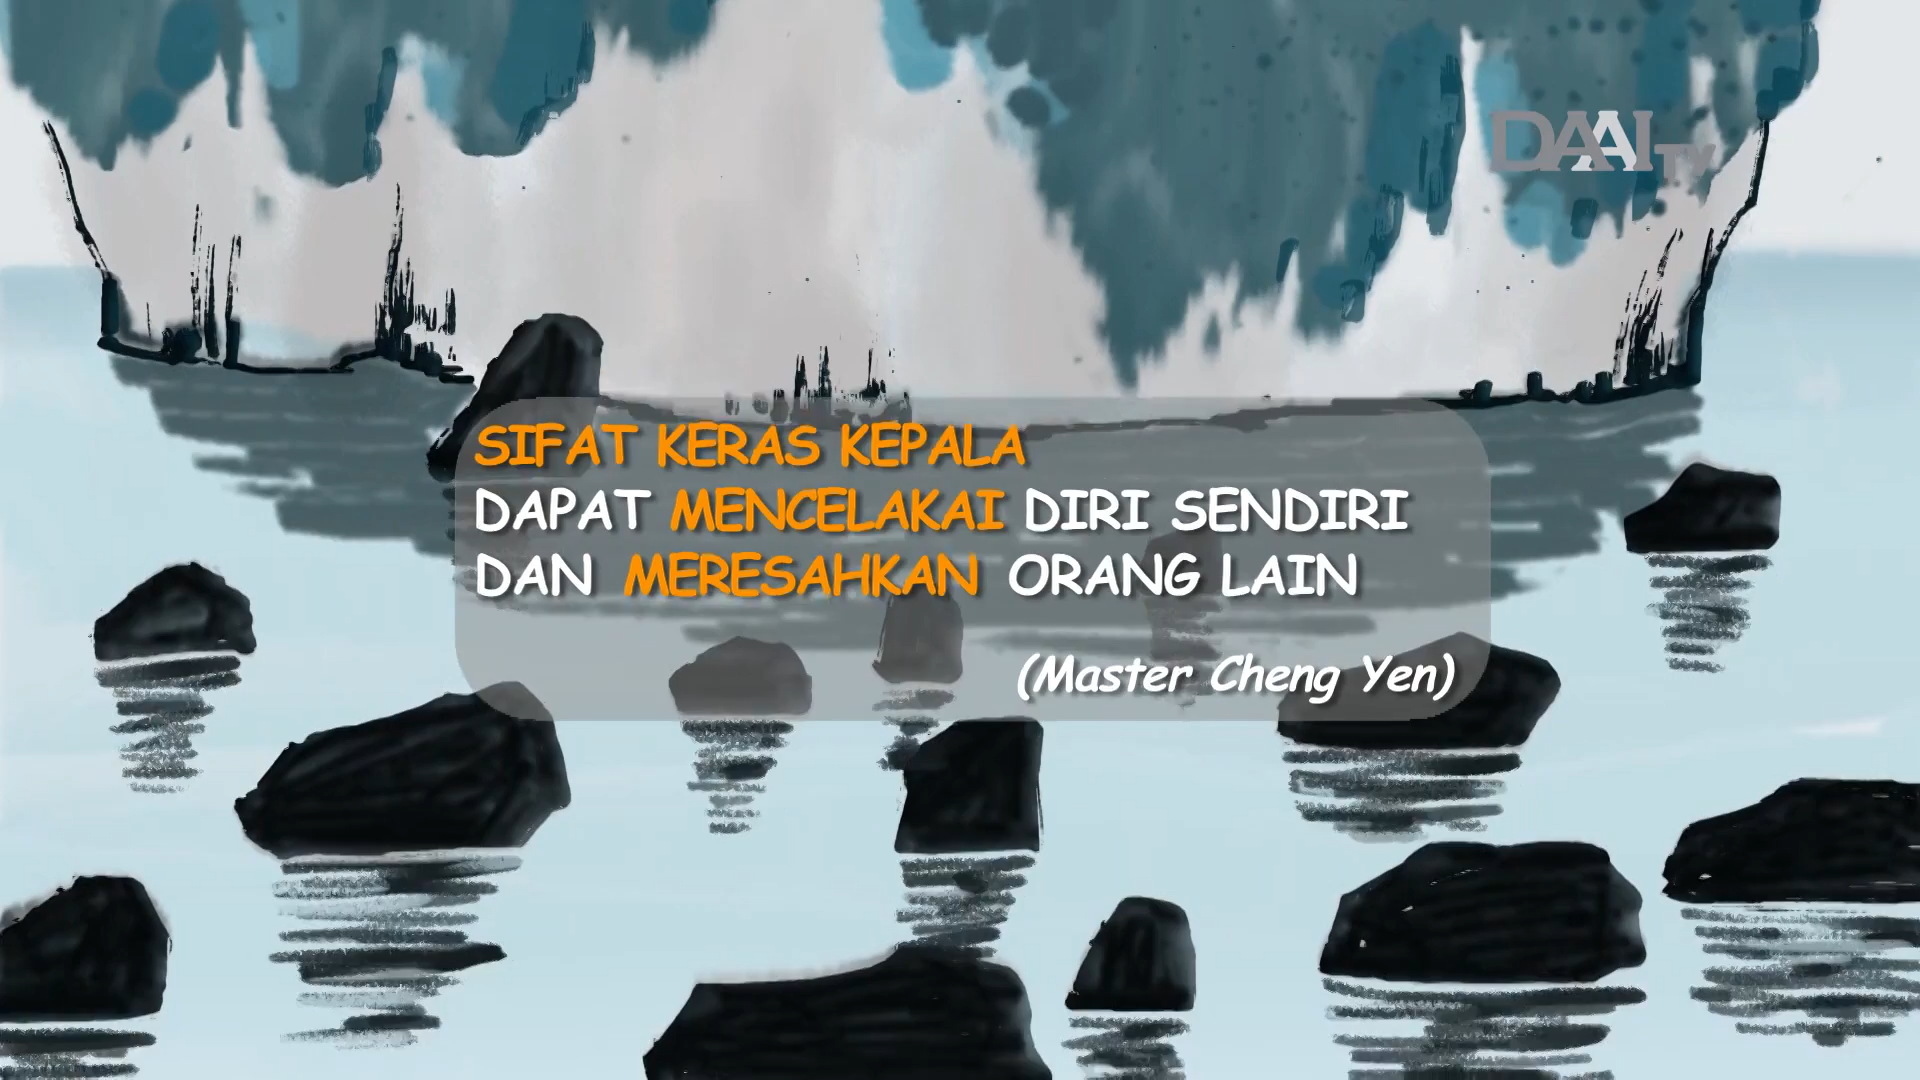 DAAI TV
SIFAT KERAS KEPALA
DAPAT MENCELAKAI DIRI SENDIRI
DAN MERESAHKAN ORANG LAIN
(Master Cheng Yen)